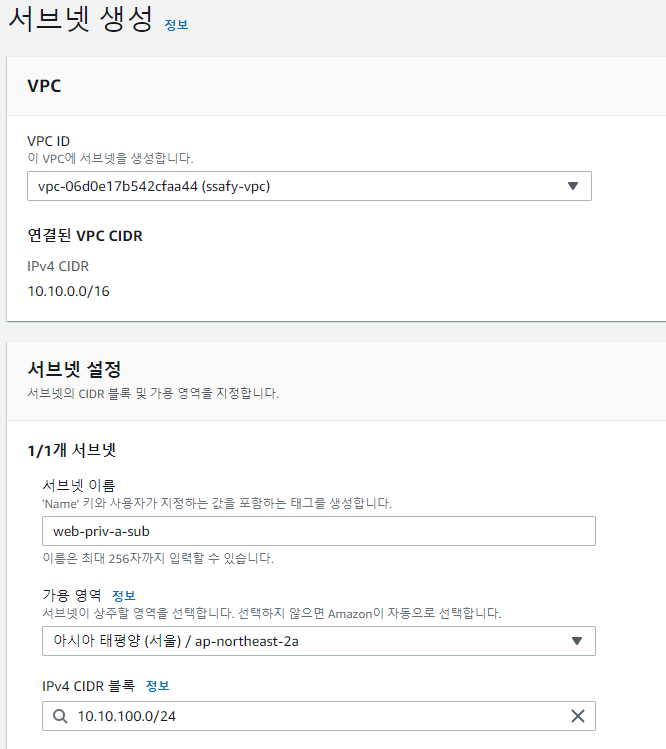 서브넷 생성 정보
VPC
VPC ID
이 VPC에 서브넷을 생성합니다.
vpc-06d0e17b542cfaa44 (ssafy-vpc)
연결된 VPC CIDR
IPv4 CIDR
10.10.0.0/16
서브넷 설정
서브넷의 CIDR 블록 및 가용 영역을 지정합니다.
1/1개 서브넷
서브넷 이름
'Name' 키와 사용자가 지정하는 값을 포함하는 태그를 생성합니다.
web-priv-a-sub
이름은 최대 256자까지 입력할 수 있습니다.
가용 영역 정보
서브넷이 상주할 영역을 선택합니다. 선택하지 않으면 Amazon이 자동으로 선택합니다.
아시아 태평양 (서울) / ap-northeast-2a
IPv4 CIDR 블록 정보
10.10.100.0/24